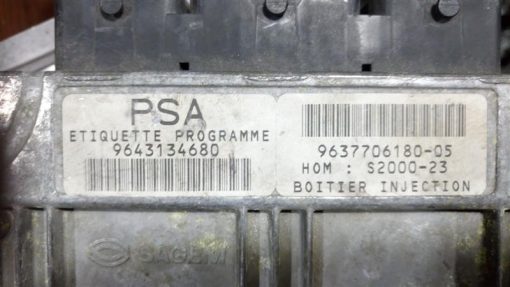 PSA
ETIQUETTE PROGRAMME
9643134680
9637706180-05
HOM : S2000-23
BOITIER INJECTION
SAGEM